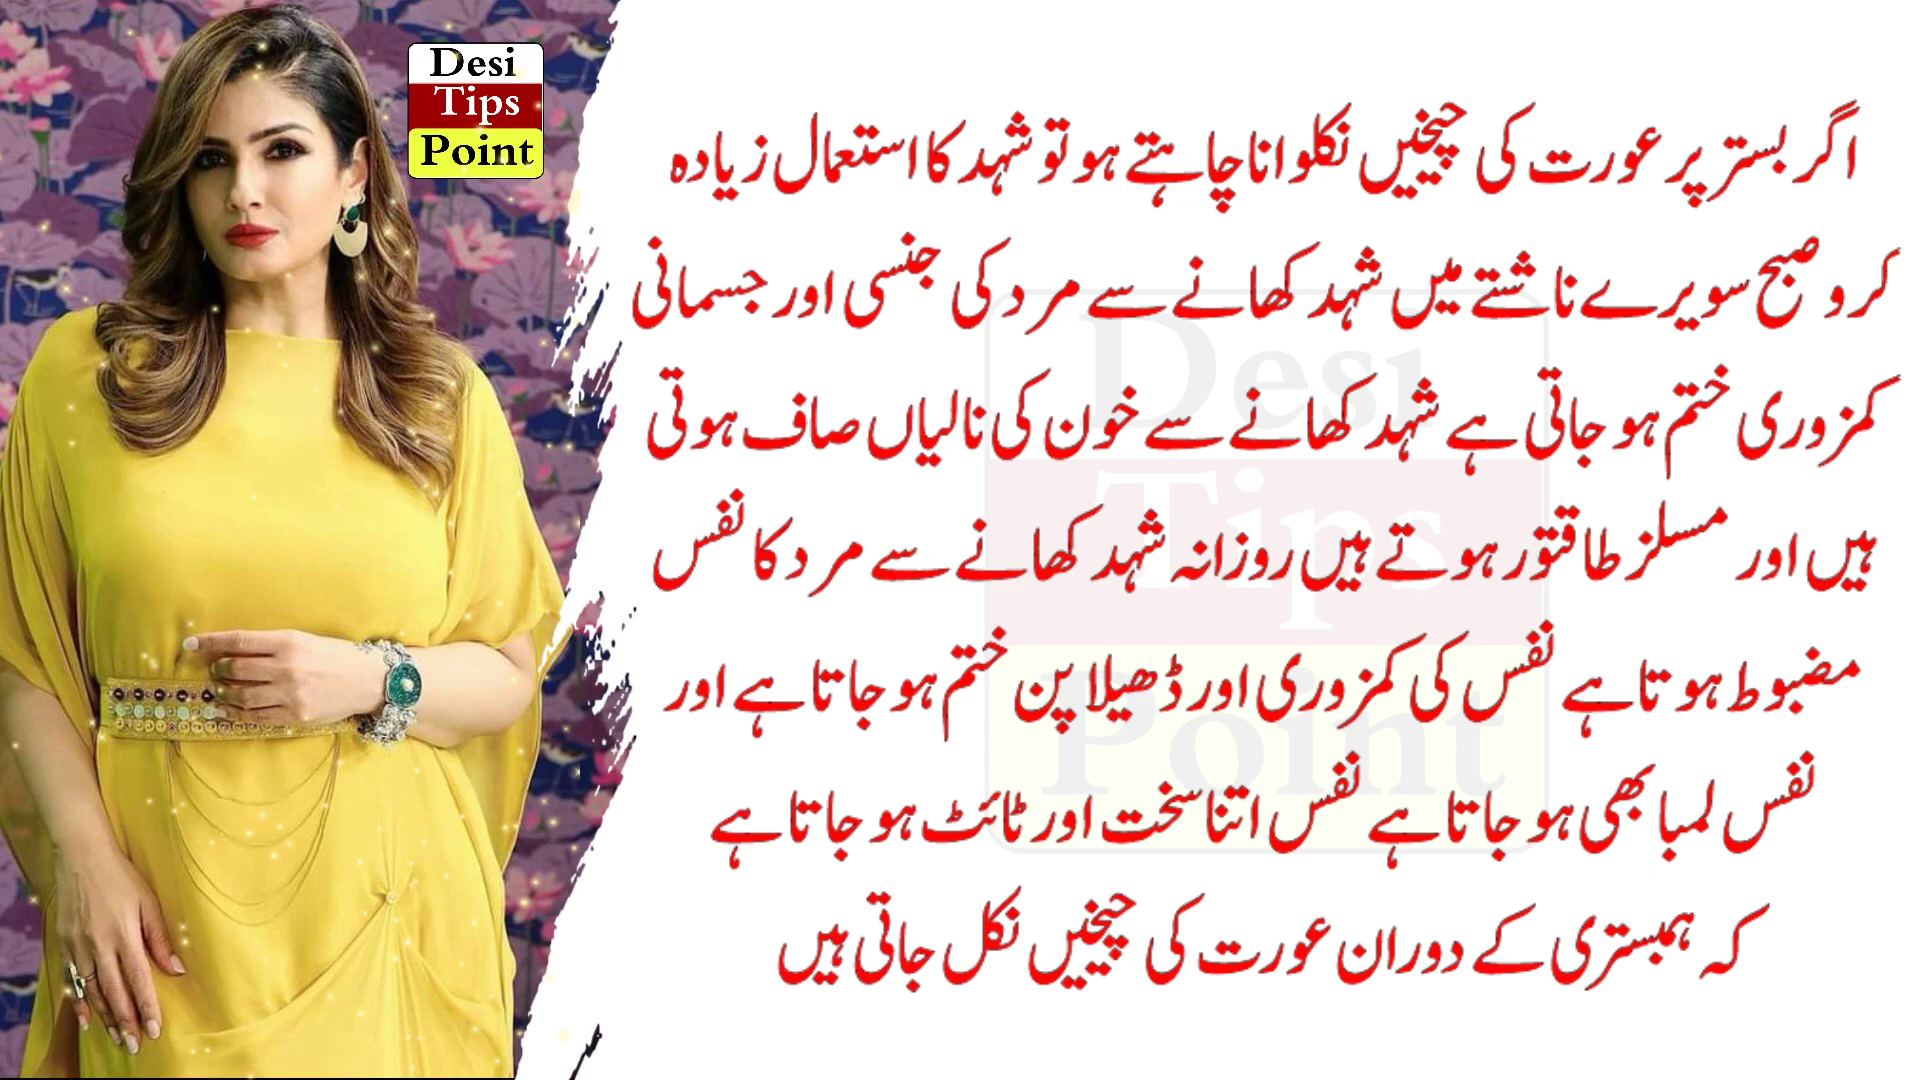 Desi
Tips
Point
اگر بستر پر عورت کی چیخیں نکلوانا چاہتے ہو تو شہد کا استعمال زیادہ
کرو صبح سویرے ناشتے میں شہد کھانے سے مرد کی جنسی اور جسمانی
کمزوری ختم ہو جاتی ہے شہد کھانے سے خون کی نالیاں صاف ہوتی
ہیں اور مسلز طاقتور ہوتے ہیں روزانہ شہد کھانے سے مرد کا نفس
مضبوط ہوتا ہے نفس کی کمزوری اور ڈھیلا پن ختم ہو جاتا ہے اور
نفس لمبا بھی ہو جاتا ہے نفس اتنا سخت اور ٹائٹ ہو جاتا ہے
کہ ہمبستری کے دوران عورت کی چیخیں نکل جاتی ہیں
Desi
Tips
Point